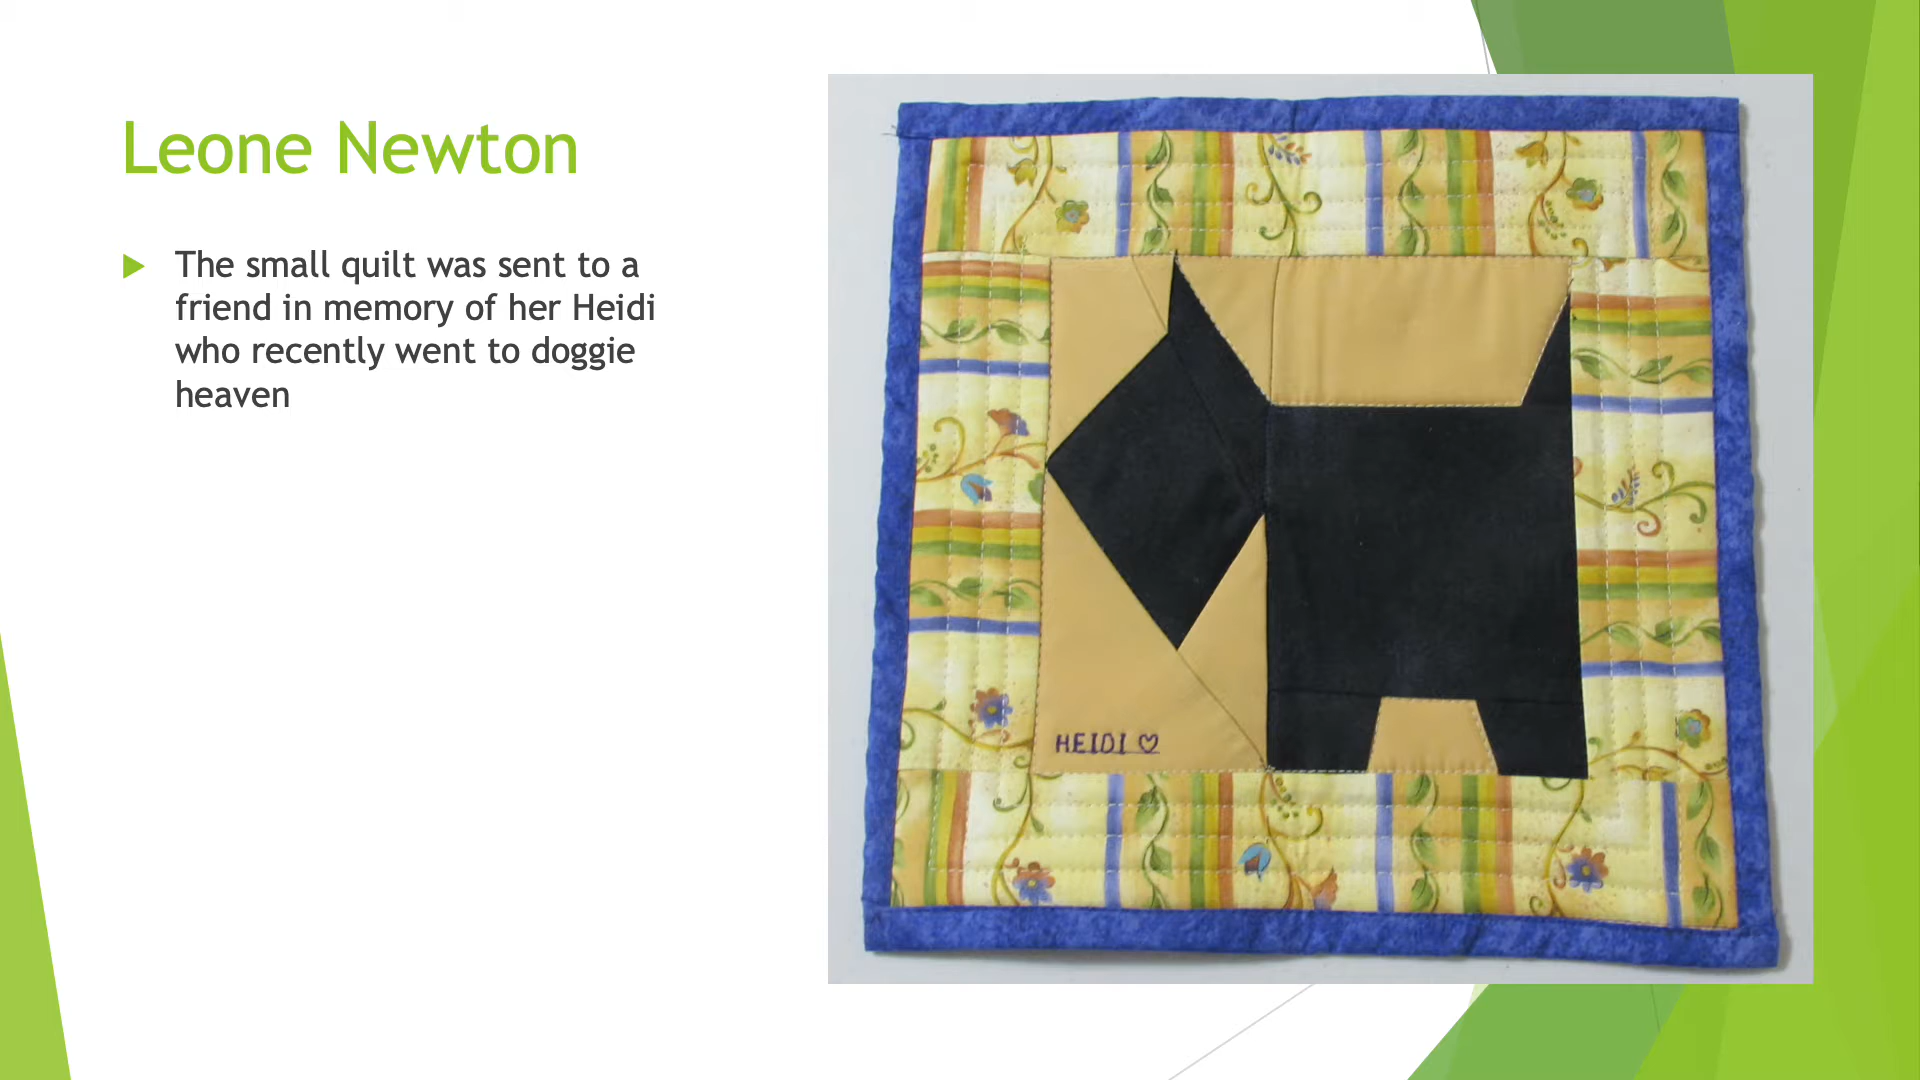 Leone Newton
The small quilt was sent to a
friend in memory of her Heidi
who recently went to doggie
heaven
HEIDI ♡